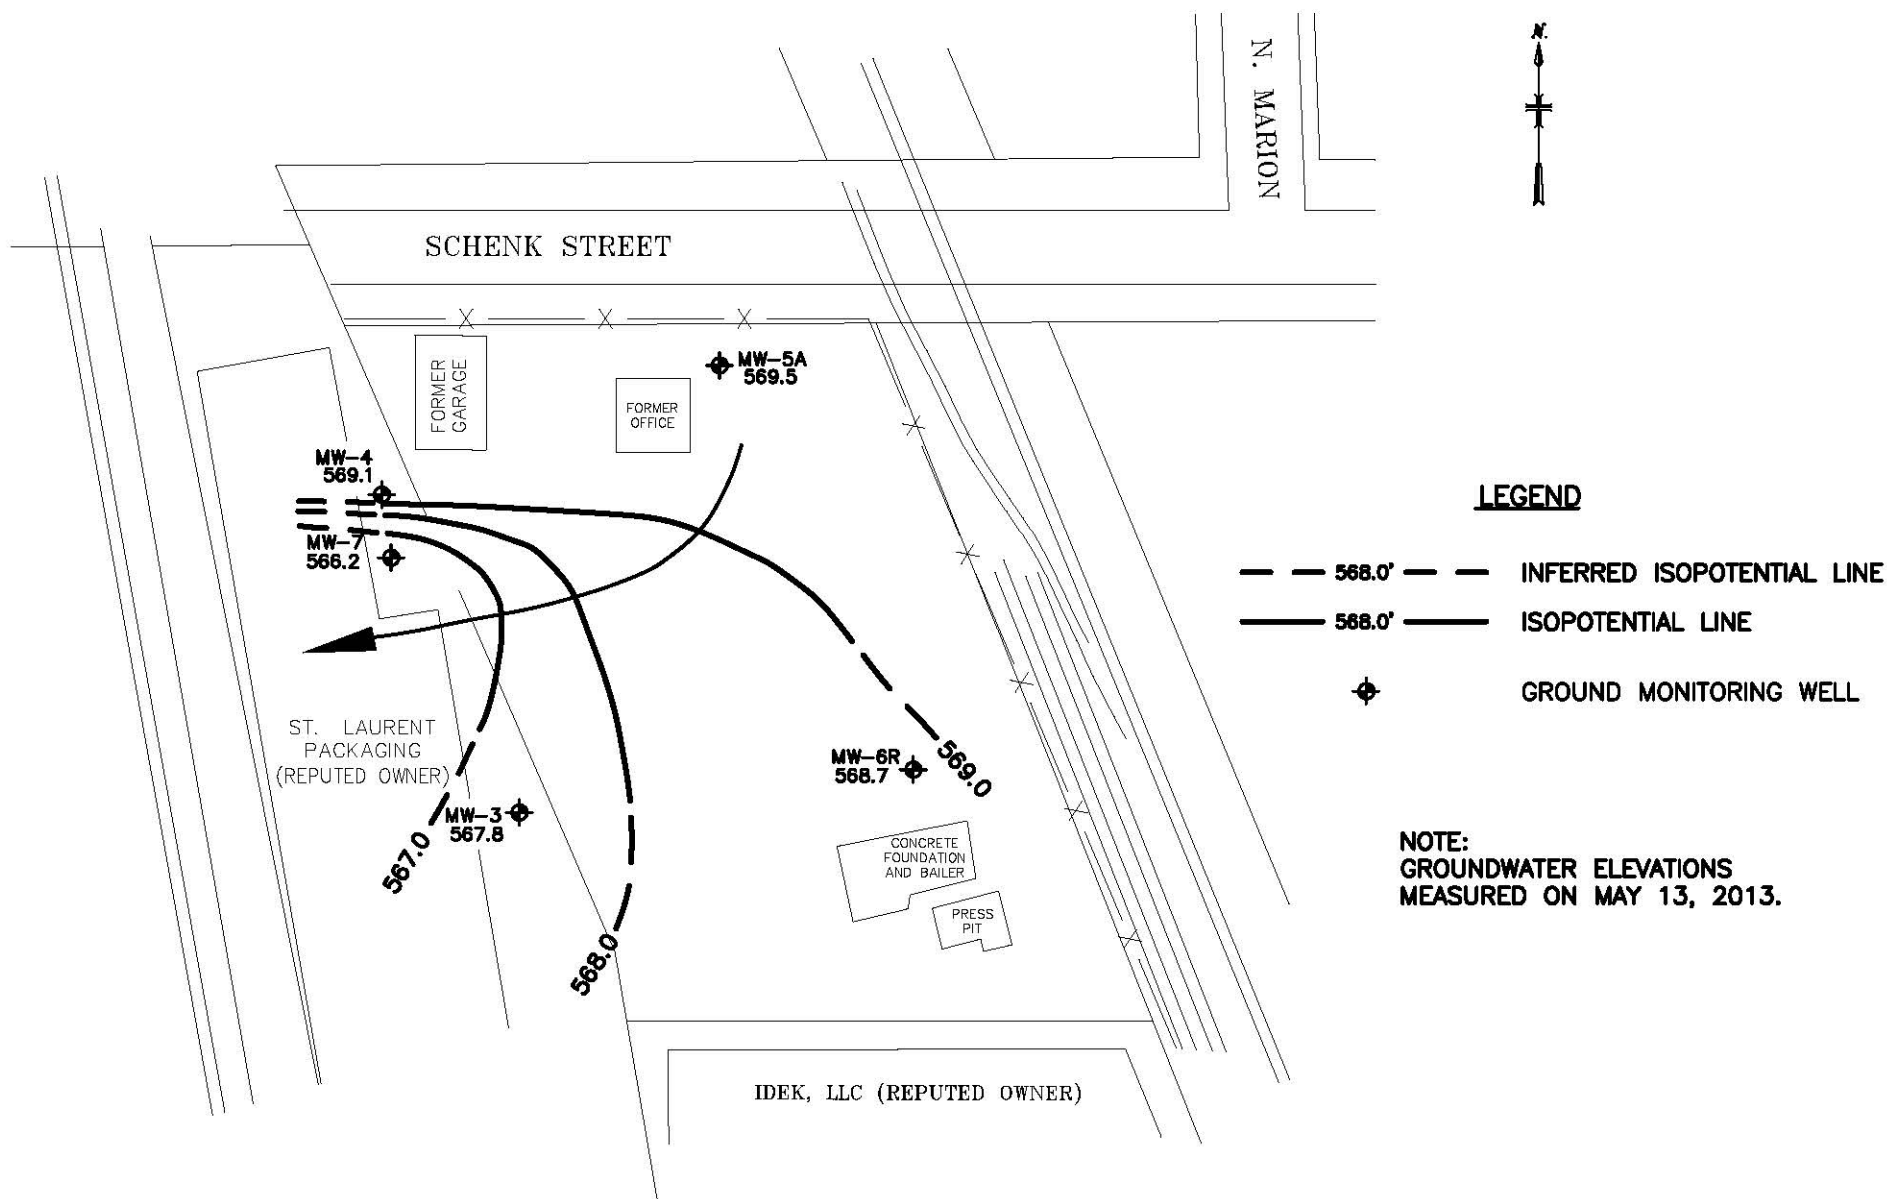 N.
N. MARION
SCHENK STREET
FORMER
GARAGE
FORMER
OFFICE
MW-5A
569.5
MW-4
569.1
MW-7
566.2
LEGEND
568.0' INFERRED ISOPOTENTIAL LINE
568.0' ISOPOTENTIAL LINE
GROUND MONITORING WELL
ST. LAURENT
PACKAGING
(REPUTED OWNER)
MW-6R
568.7
569.0
MW-3
567.8
567.0
568.0
CONCRETE
FOUNDATION
AND BAILER
PRESS
PIT
NOTE:
GROUNDWATER ELEVATIONS
MEASURED ON MAY 13, 2013.
IDEK, LLC (REPUTED OWNER)